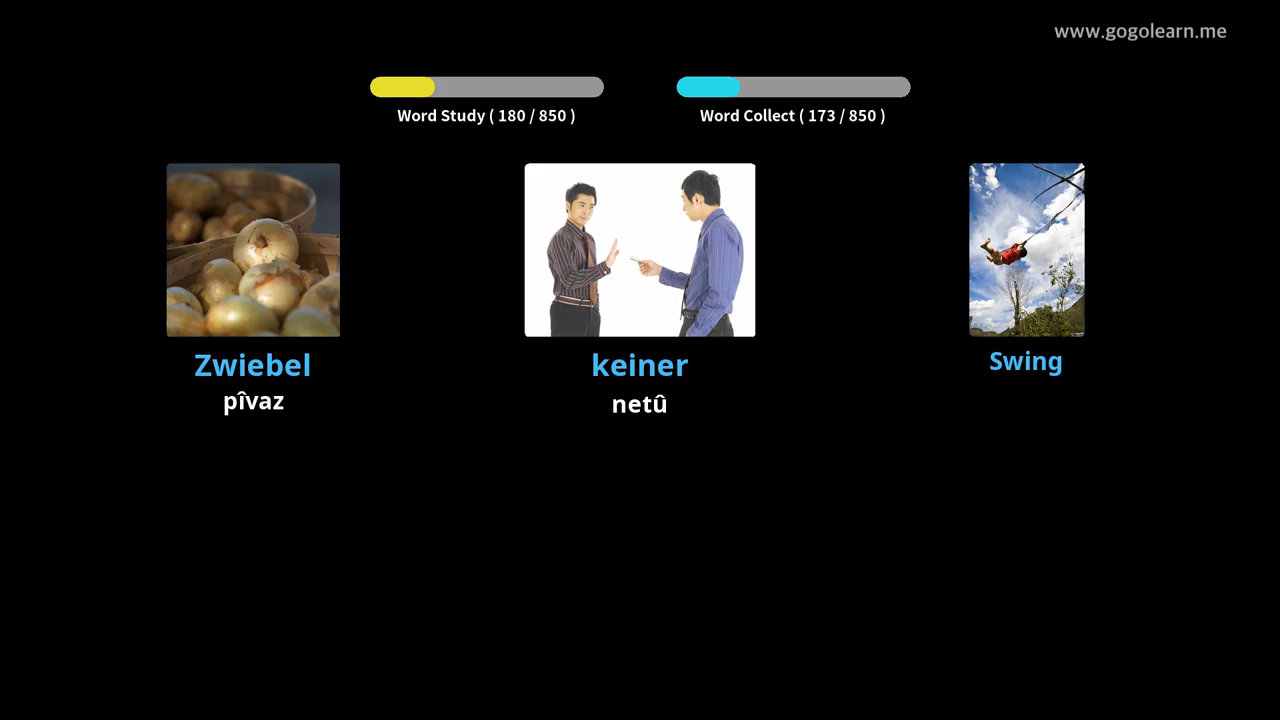 www.gogolearn.me
Word Study ( 180 / 850 )
Word Collect ( 173 / 850 )
Zwiebel
pîvaz
keiner
netû
Swing